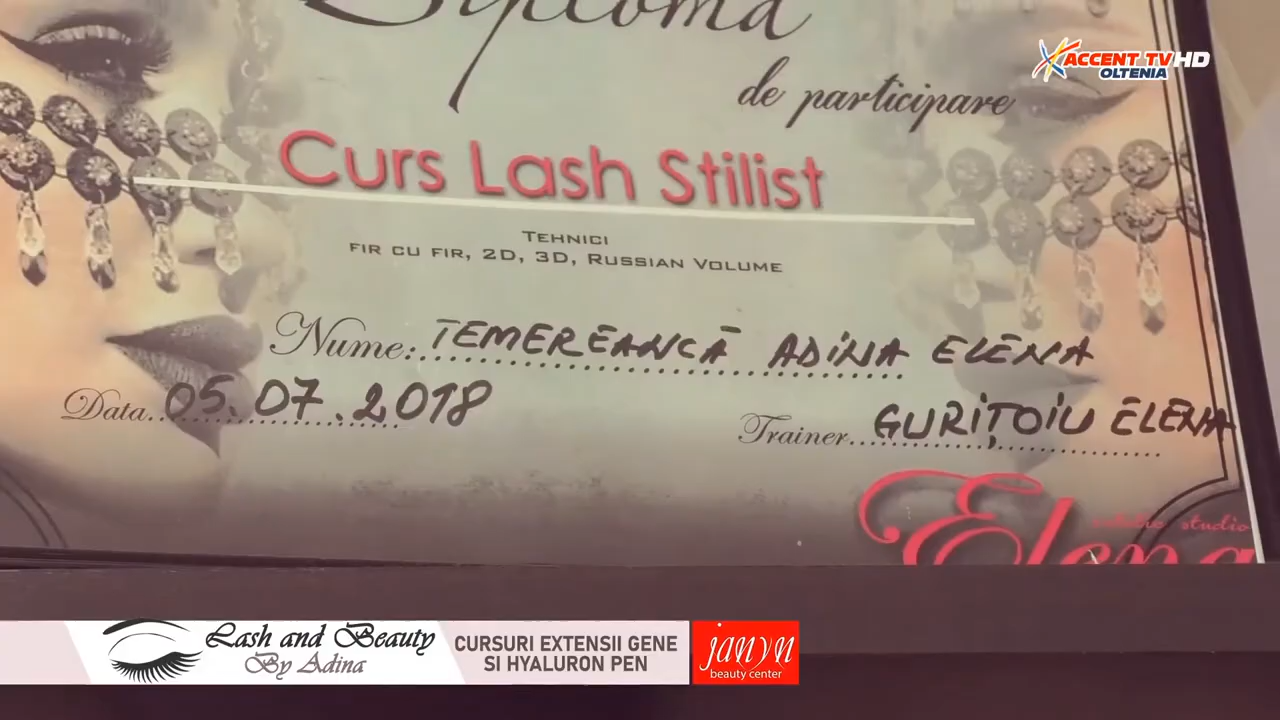 Diploma
ACCENT TV HD
OLTENIA
de participare
Curs Lash Stilist
TEHNICI
FIR CU FIR, 2D, 3D, RUSSIAN VOLUME
Nume: TEMEREANCĂ ADINA ELENA
Data 05.07.2018
Trainer GURIȚOIU ELENA
studio
Elena
Lash and Beauty
By Adina
CURSURI EXTENSII GENE
SI HYALURON PEN
janyn
beauty center